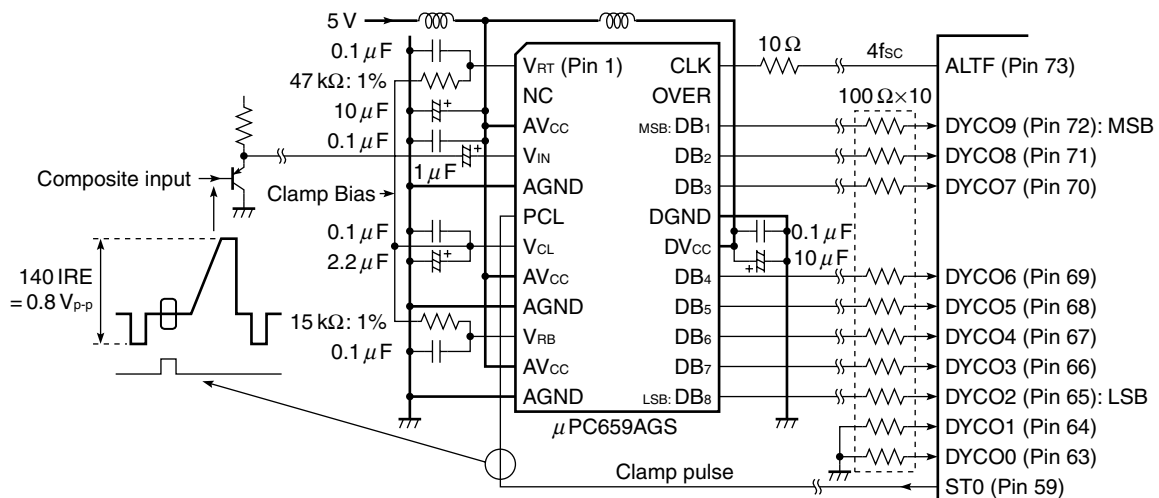 5 V
0.1 μF
47 kΩ: 1%
10 μF
0.1 μF
1 μF
Composite input
Clamp Bias
0.1 μF
2.2 μF
15 kΩ: 1%
0.1 μF
140 IRE
= 0.8 Vp-p
VRT (Pin 1)
NC
AVCC
VIN
AGND
PCL
VCL
AVCC
AGND
VRB
AVCC
AGND
CLK
OVER
MSB: DB1
DB2
DB3
DGND
DVCC
DB4
DB5
DB6
DB7
LSB: DB8
μPC659AGS
10 Ω
4fSC
100 Ω×10
0.1 μF
10 μF
ALTF (Pin 73)
DYCO9 (Pin 72): MSB
DYCO8 (Pin 71)
DYCO7 (Pin 70)
DYCO6 (Pin 69)
DYCO5 (Pin 68)
DYCO4 (Pin 67)
DYCO3 (Pin 66)
DYCO2 (Pin 65): LSB
DYCO1 (Pin 64)
DYCO0 (Pin 63)
ST0 (Pin 59)
Clamp pulse
+
+
+
+